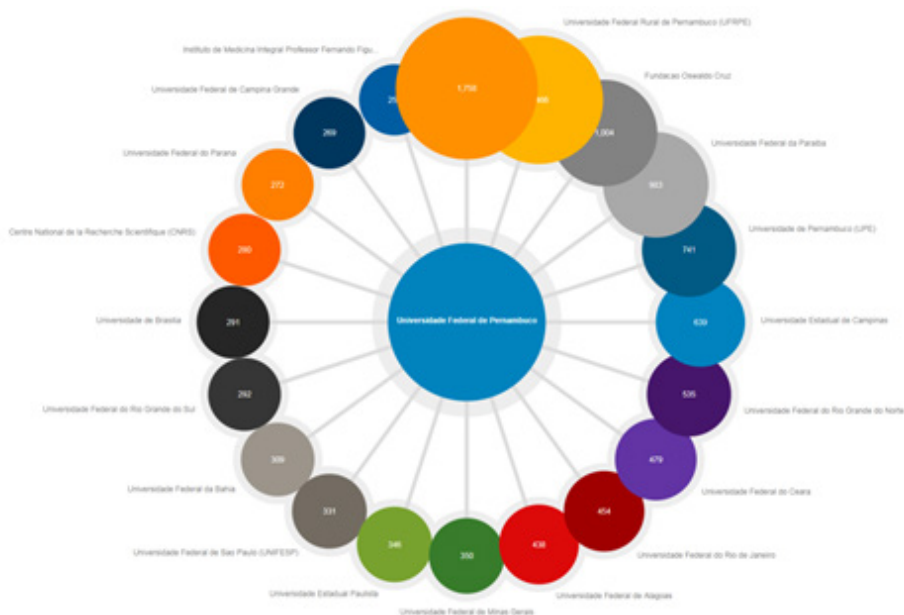 Universidade Federal Rural de Pernambuco (UFRPE)
Instituto de Medicina Integral Professor Fernando Figu...
Fundacao Oswaldo Cruz
Universidade Federal de Campina Grande
269
1,004
Universidade Federal da Paraiba
Universidade Federal do Parana
272
903
Centre National de la Recherche Scientifique (CNRS)
280
741
Universidade de Pernambuco (UPE)
Universidade de Brasilia
291
Universidade Federal de Pernambuco
639
Universidade Estadual de Campinas
Universidade Federal do Rio Grande do Sul
292
535
Universidade Federal do Rio Grande do Norte
Universidade Federal da Bahia
309
479
Universidade Federal do Ceara
Universidade Federal de Sao Paulo (UNIFESP)
331
454
Universidade Federal do Rio de Janeiro
Universidade Estadual Paulista
346
350
438
Universidade Federal de Alagoas
Universidade Federal de Minas Gerais